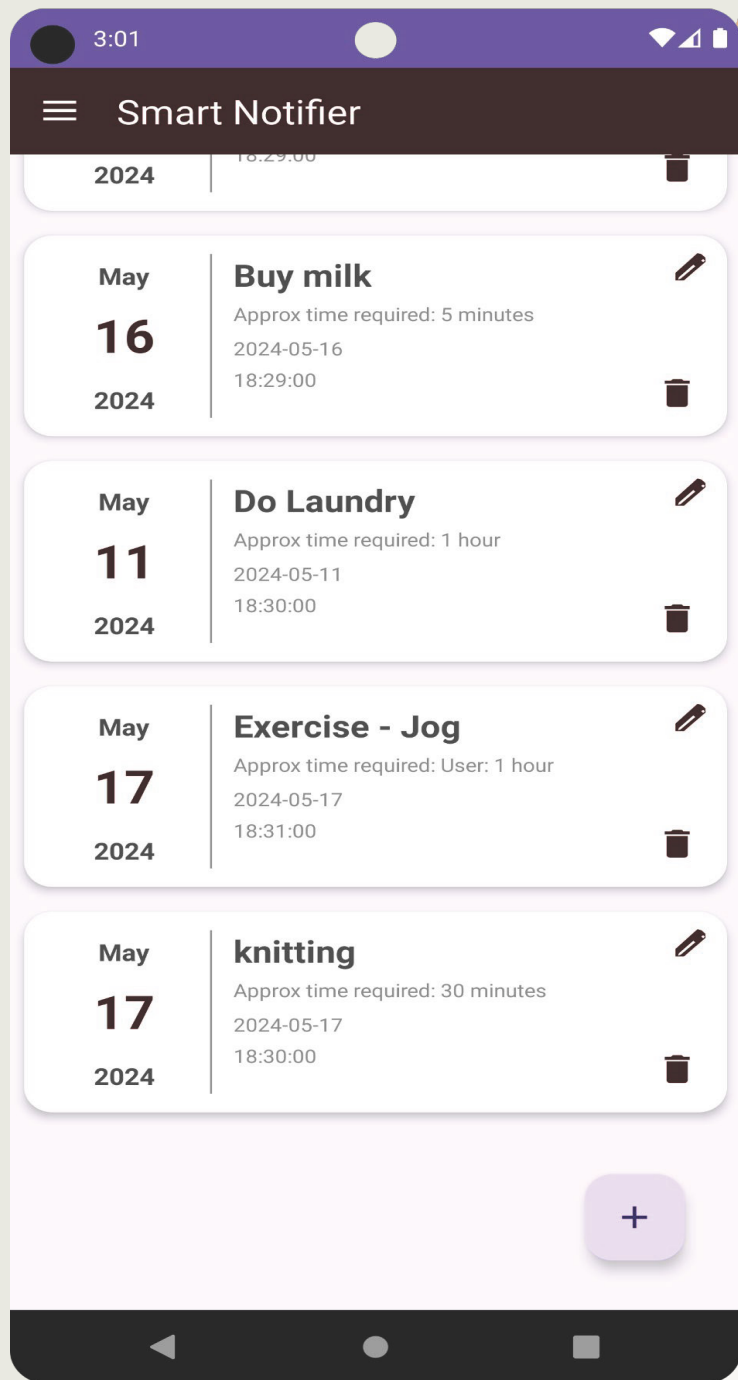 3:01
Smart Notifier
2024
18:29:00
May
16
2024
Buy milk
Approx time required: 5 minutes
2024-05-16
18:29:00
May
11
2024
Do Laundry
Approx time required: 1 hour
2024-05-11
18:30:00
May
17
2024
Exercise - Jog
Approx time required: User: 1 hour
2024-05-17
18:31:00
May
17
2024
knitting
Approx time required: 30 minutes
2024-05-17
18:30:00